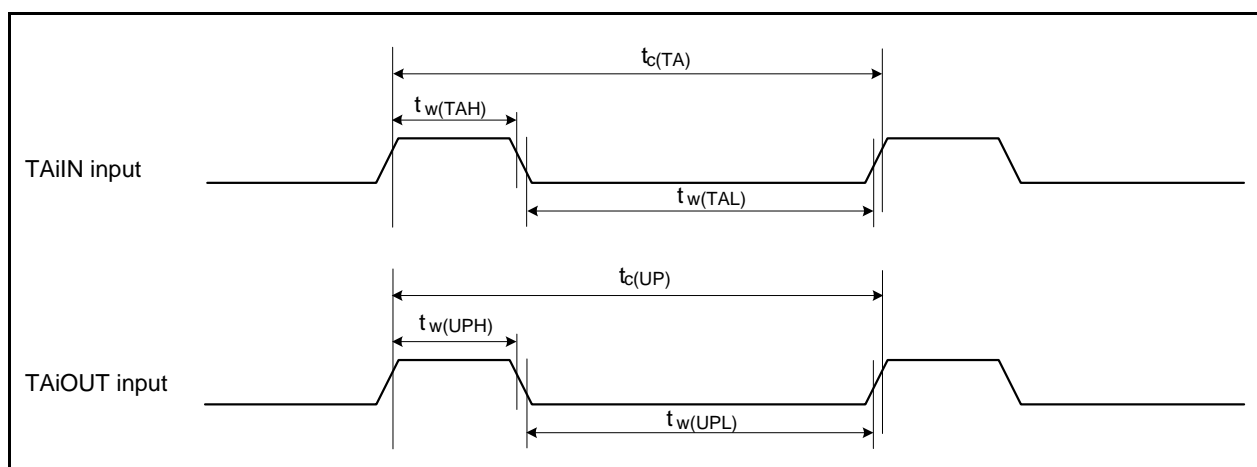 tc(TA)
tw(TAH)
TAiIN input
tw(TAL)
tc(UP)
tw(UPH)
TAiOUT input
tw(UPL)